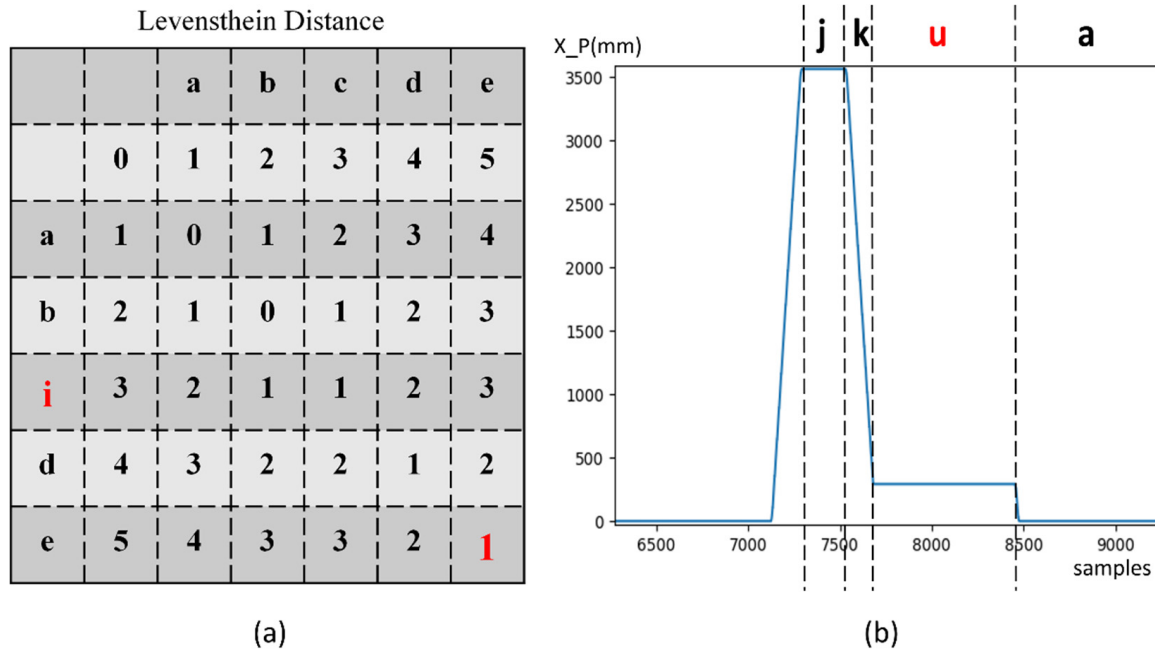 Levensthein Distance
a b c d e
0 1 2 3 4 5
a 1 0 1 2 3 4
b 2 1 0 1 2 3
i 3 2 1 1 2 3
d 4 3 2 2 1 2
e 5 4 3 3 2 1
(a)
j k u a
X_P(mm)
3500
3000
2500
2000
1500
1000
500
0
6500 7000 7500 8000 8500 9000
samples
(b)